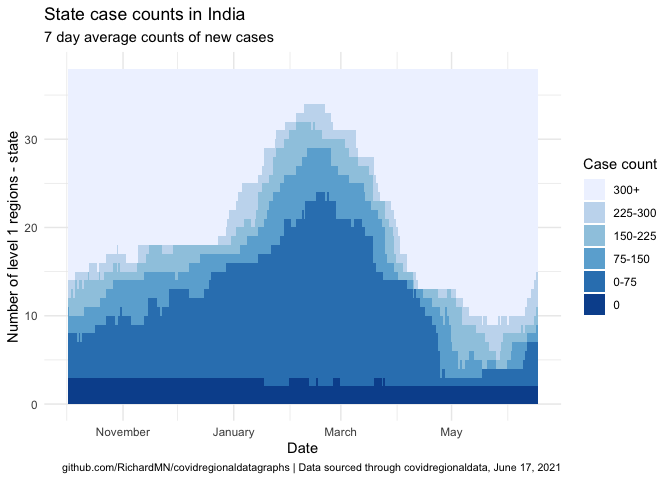 State case counts in India
7 day average counts of new cases
Number of level 1 regions - state
30
20
10
0
November
January
March
May
Date
Case count
300+
225-300
150-225
75-150
0-75
0
github.com/RichardMN/covidregionaldatagraphs | Data sourced through covidregionaldata, June 17, 2021